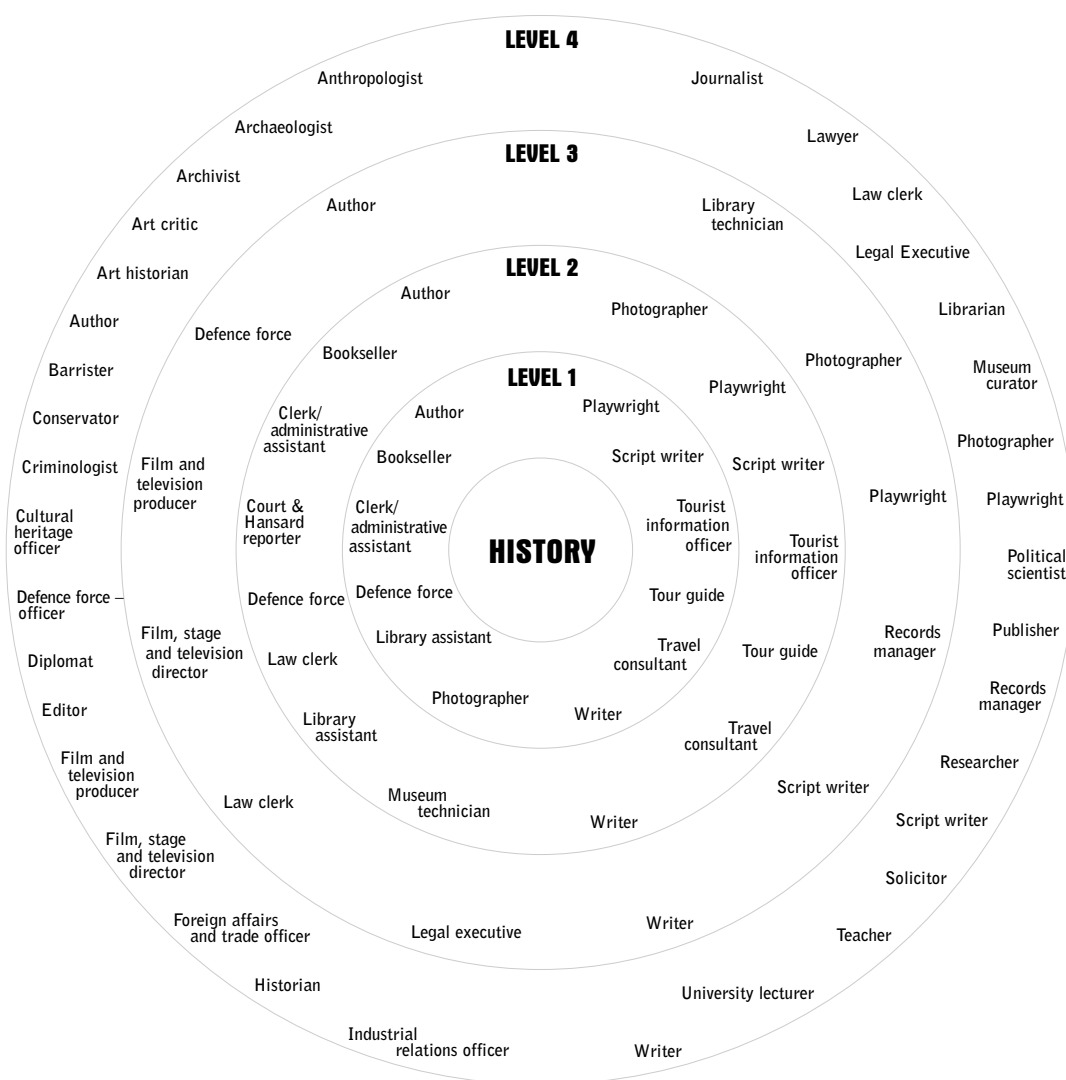 LEVEL 4
Anthropologist
Archaeologist
Archivist
Art critic
Art historian
Author
Barrister
Conservator
Criminologist
Cultural
heritage
officer
Defence force –
officer
Diplomat
Editor
Film and
television
producer
Film, stage
and television
director
Foreign affairs
and trade officer
Historian
Industrial
relations officer
Journalist
Lawyer
Law clerk
Legal Executive
Librarian
Museum
curator
Photographer
Playwright
Political
scientist
Publisher
Records
manager
Researcher
Script writer
Solicitor
Teacher
University lecturer
Writer
LEVEL 3
Author
Defence force
Film and
television
producer
Film, stage
and television
director
Law clerk
Legal executive
Library
technician
Photographer
Playwright
Records
manager
Script writer
Writer
LEVEL 2
Author
Bookseller
Clerk/
administrative
assistant
Court &
Hansard
reporter
Defence force
Law clerk
Library
assistant
Museum
technician
Photographer
Playwright
Script writer
Tourist
information
officer
Tour guide
Travel
consultant
Writer
LEVEL 1
Author
Bookseller
Clerk/
administrative
assistant
Defence force
Library assistant
Photographer
Playwright
Script writer
Tourist
information
officer
Tour guide
Travel
consultant
Writer
HISTORY